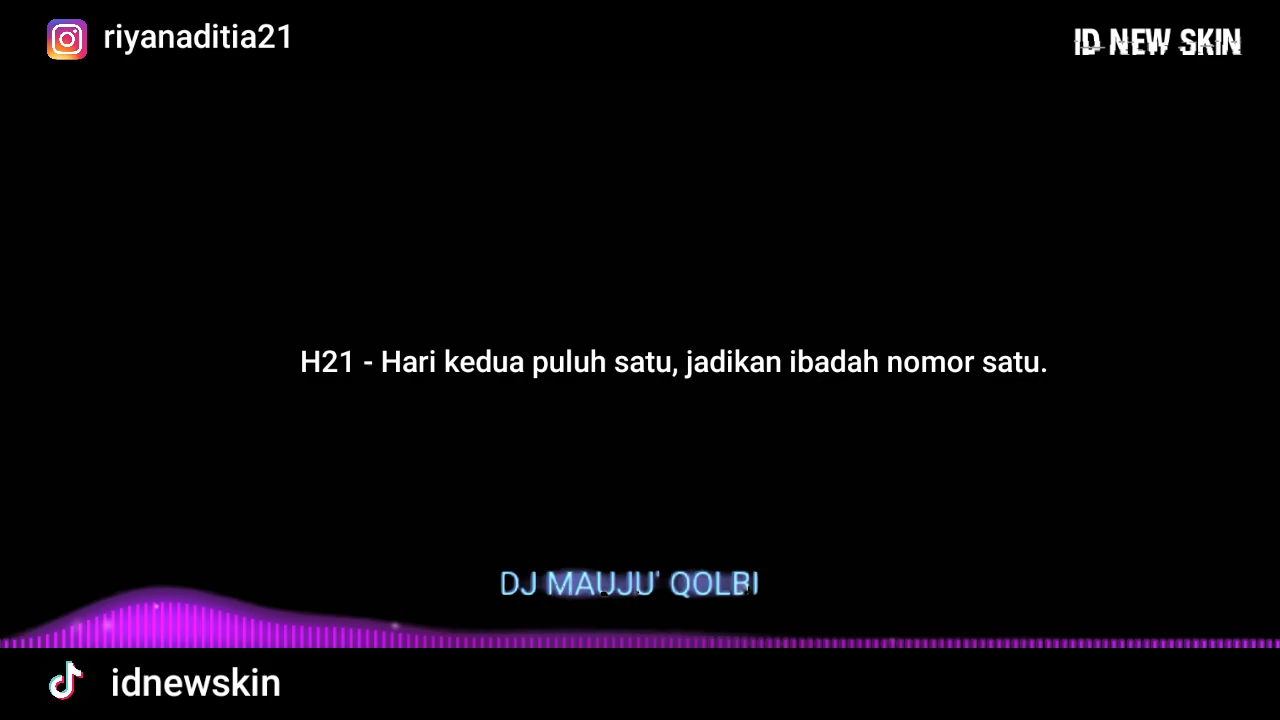 riyanaditia21
ID NEW SKIN
H21 - Hari kedua puluh satu, jadikan ibadah nomor satu.
DJ MAUJU' QOLBI
idnewskin